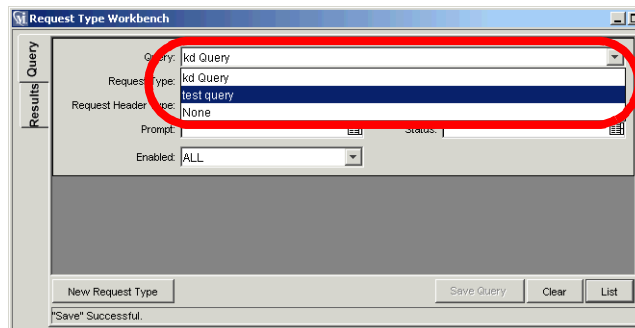 Request Type Workbench
Query
Results
Query: kd Query
kd Query
Request Type:
test query
Request Header Type:
None
Prompt: Status:
Enabled: ALL
New Request Type Save Query Clear List
"Save" Successful.